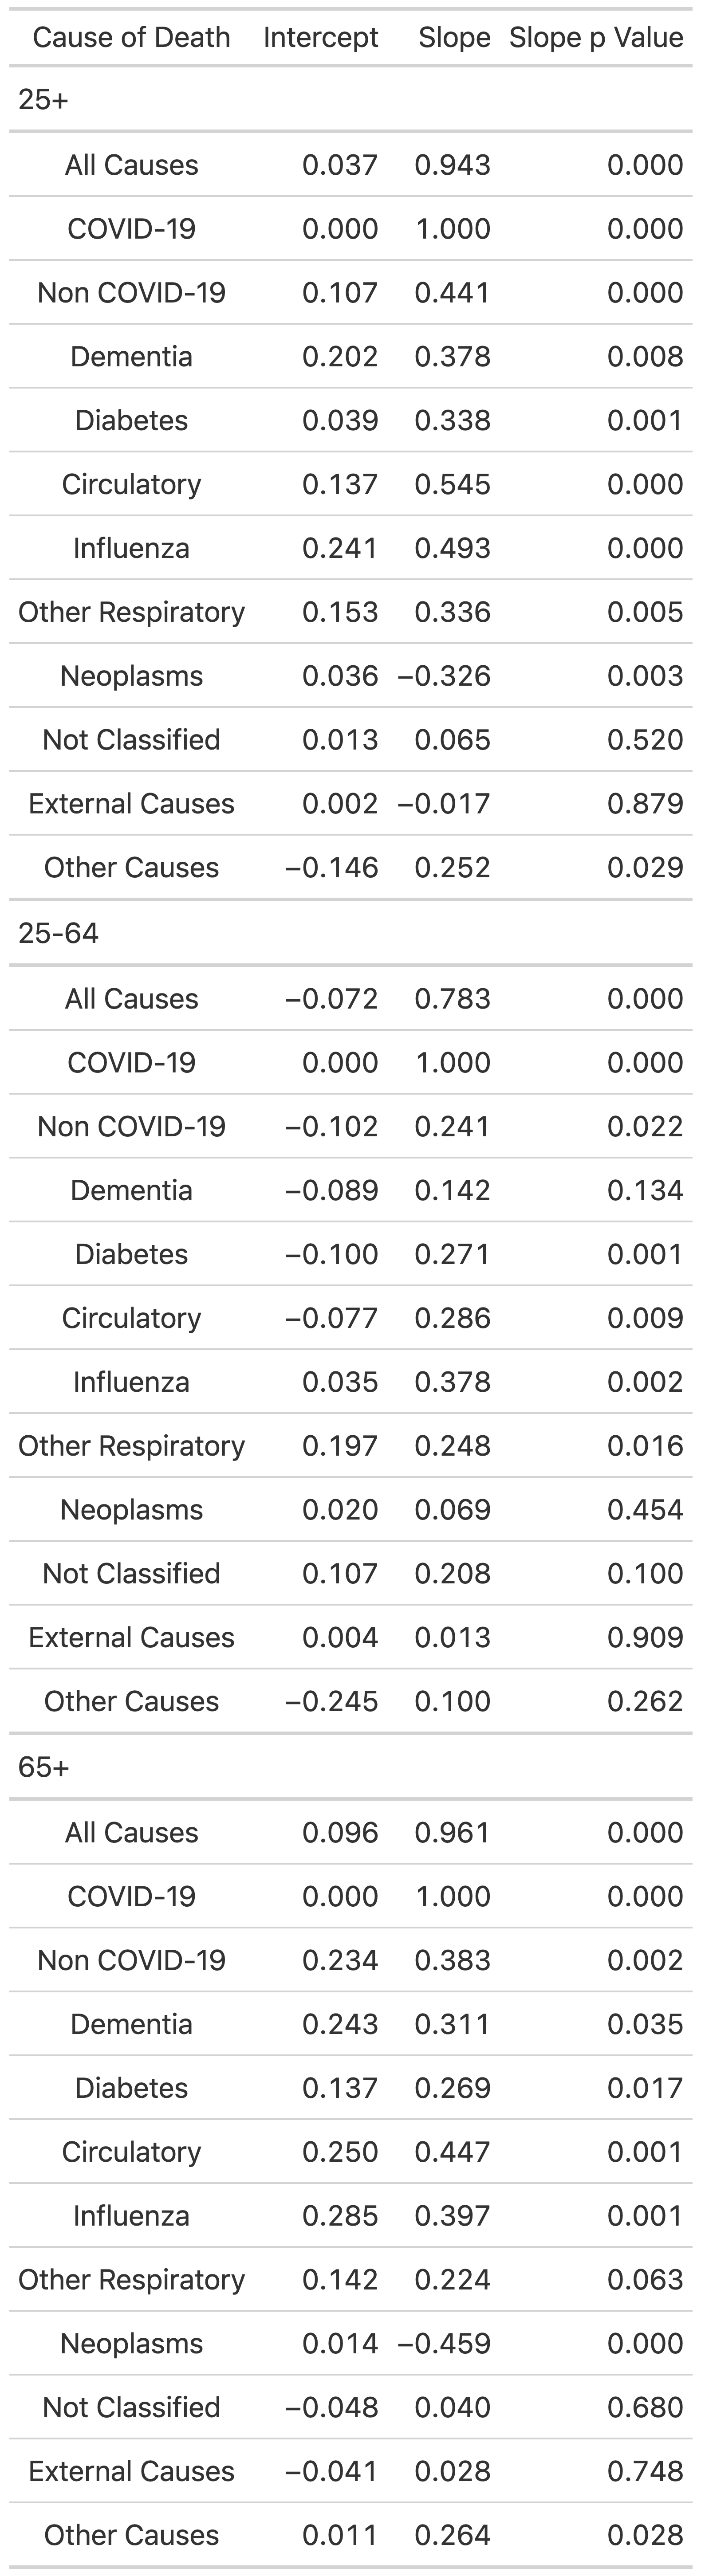 Cause of Death Intercept Slope Slope p Value
25+
All Causes 0.037 0.943 0.000
COVID-19 0.000 1.000 0.000
Non COVID-19 0.107 0.441 0.000
Dementia 0.202 0.378 0.008
Diabetes 0.039 0.338 0.001
Circulatory 0.137 0.545 0.000
Influenza 0.241 0.493 0.000
Other Respiratory 0.153 0.336 0.005
Neoplasms 0.036 −0.326 0.003
Not Classified 0.013 0.065 0.520
External Causes 0.002 −0.017 0.879
Other Causes −0.146 0.252 0.029
25-64
All Causes −0.072 0.783 0.000
COVID-19 0.000 1.000 0.000
Non COVID-19 −0.102 0.241 0.022
Dementia −0.089 0.142 0.134
Diabetes −0.100 0.271 0.001
Circulatory −0.077 0.286 0.009
Influenza 0.035 0.378 0.002
Other Respiratory 0.197 0.248 0.016
Neoplasms 0.020 0.069 0.454
Not Classified 0.107 0.208 0.100
External Causes 0.004 0.013 0.909
Other Causes −0.245 0.100 0.262
65+
All Causes 0.096 0.961 0.000
COVID-19 0.000 1.000 0.000
Non COVID-19 0.234 0.383 0.002
Dementia 0.243 0.311 0.035
Diabetes 0.137 0.269 0.017
Circulatory 0.250 0.447 0.001
Influenza 0.285 0.397 0.001
Other Respiratory 0.142 0.224 0.063
Neoplasms 0.014 −0.459 0.000
Not Classified −0.048 0.040 0.680
External Causes −0.041 0.028 0.748
Other Causes 0.011 0.264 0.028